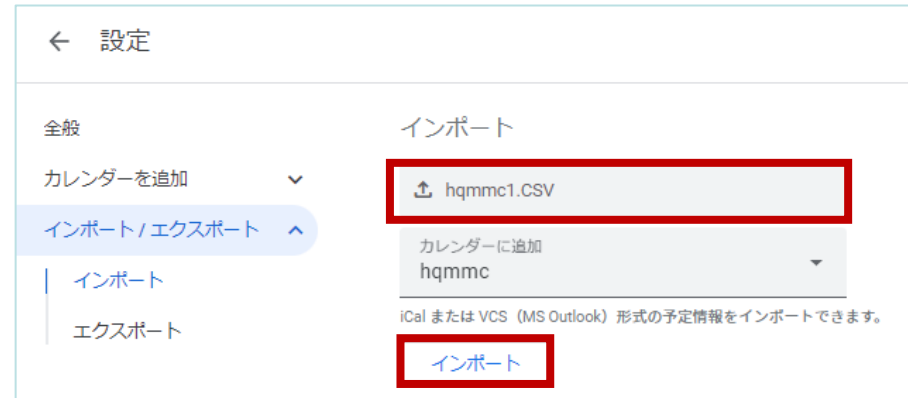 設定
全般
カレンダーを追加
インポート / エクスポート
インポート
エクスポート
インポート
hqmmc1.CSV
カレンダーに追加
hqmmc
iCal または VCS（MS Outlook）形式の予定情報をインポートできます。
インポート